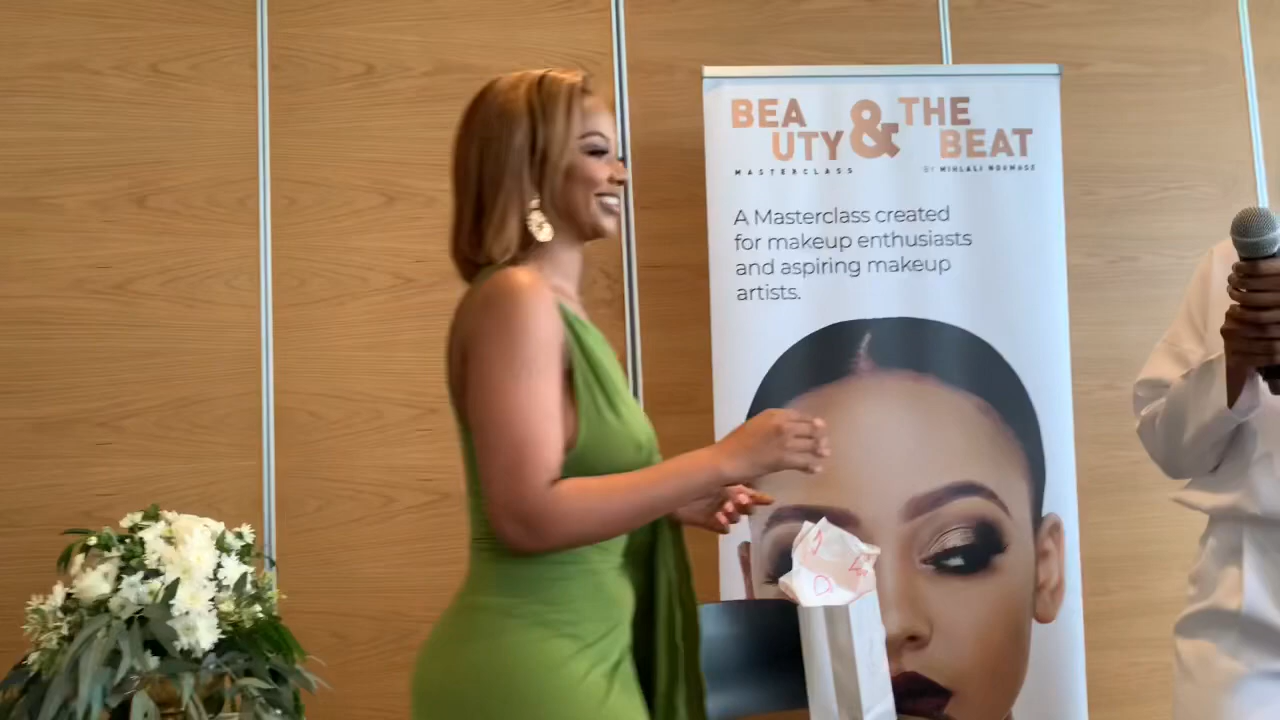 BEA & THE
UTY BEAT
MASTERCLASS BY MIHLALI NDAMASE
A Masterclass created
for makeup enthusiasts
and aspiring makeup
artists.